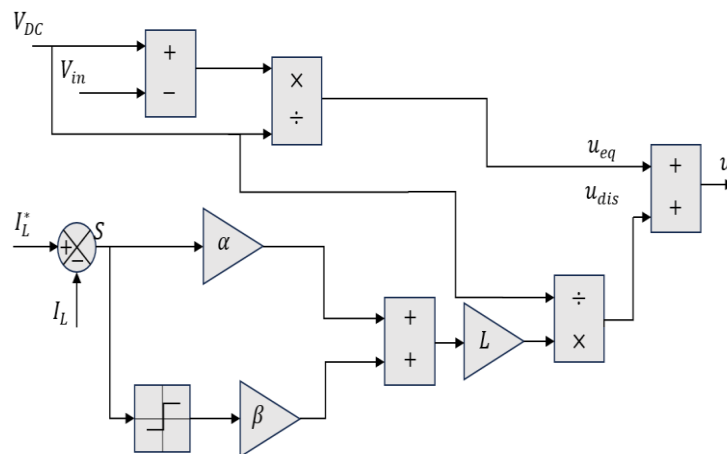 V_DC
V_in
+
−
×
÷
u_eq
u_dis
+
+
u
I_L^*
+
−
S
I_L
α
β
+
+
L
÷
×